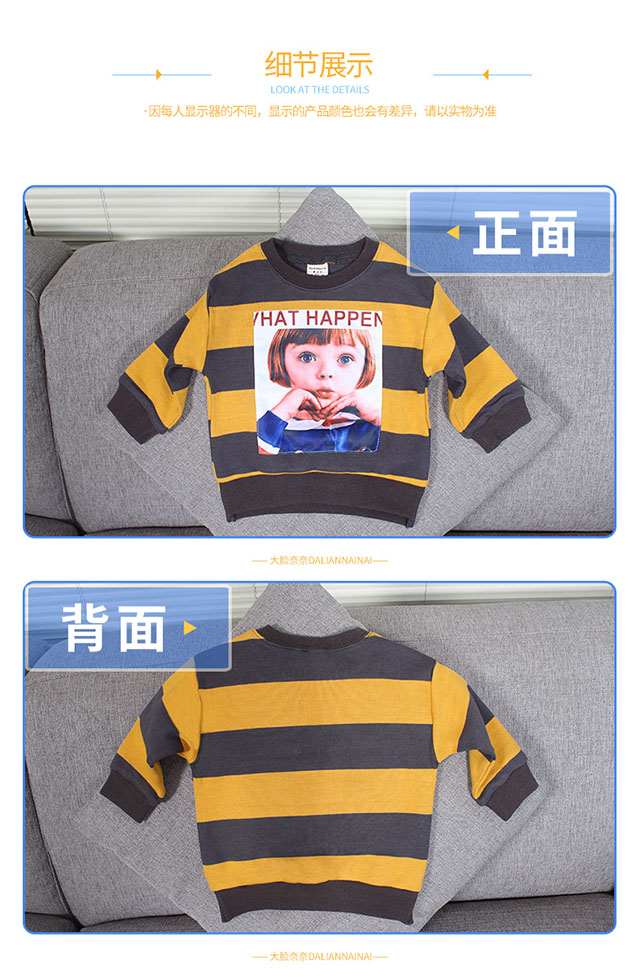 细节展示
LOOK AT THE DETAILS
·因每人显示器的不同，显示的产品颜色也会有差异，请以实物为准
正面
WHAT HAPPEN
大脸奈奈DALIANNAINAI
背面
大脸奈奈DALIANNAINAI